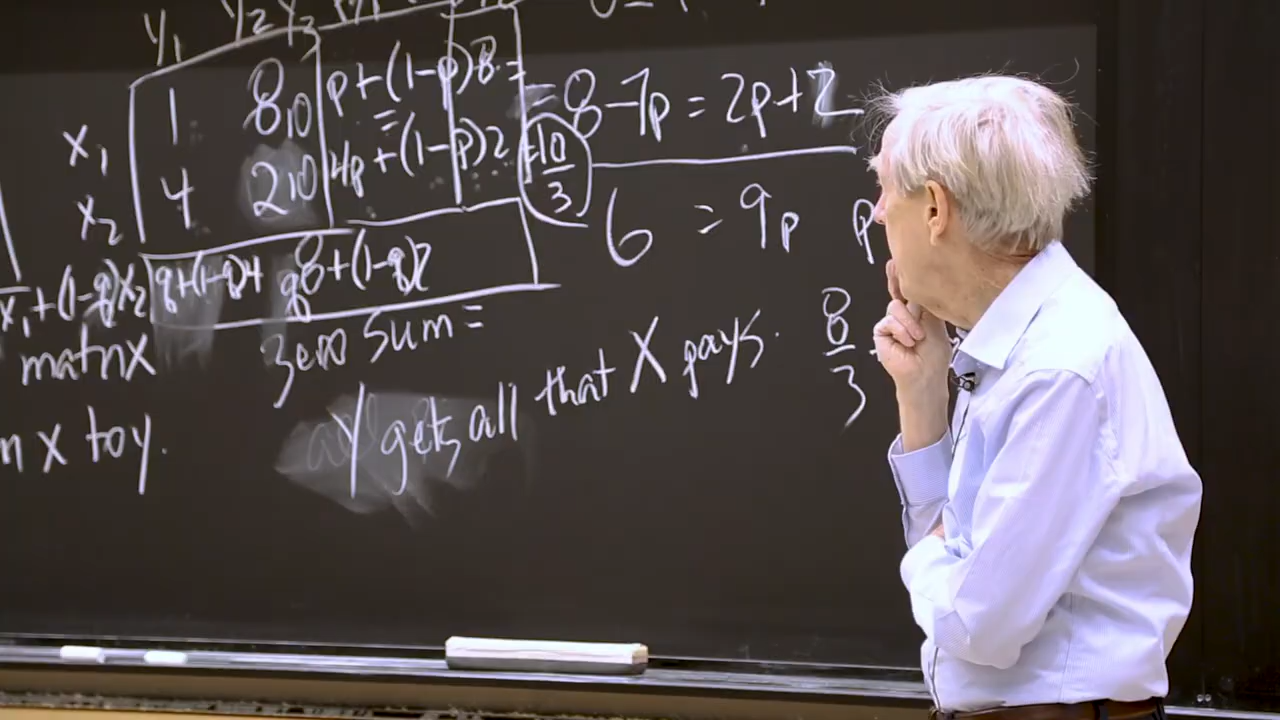 y₁ y₂ y₃
1 8 10 p+(1-p)8 = = 8-7p = 2p+2
x₁
=
4 2 10 4p+(1-p)2 = 10/3
x₂
6 = 9p p
x₁+(1-q)x₂ q+(1-q)4 q8+(1-q)2
8/3
matrix zero sum =
Y gets all that X pays.
x to y.